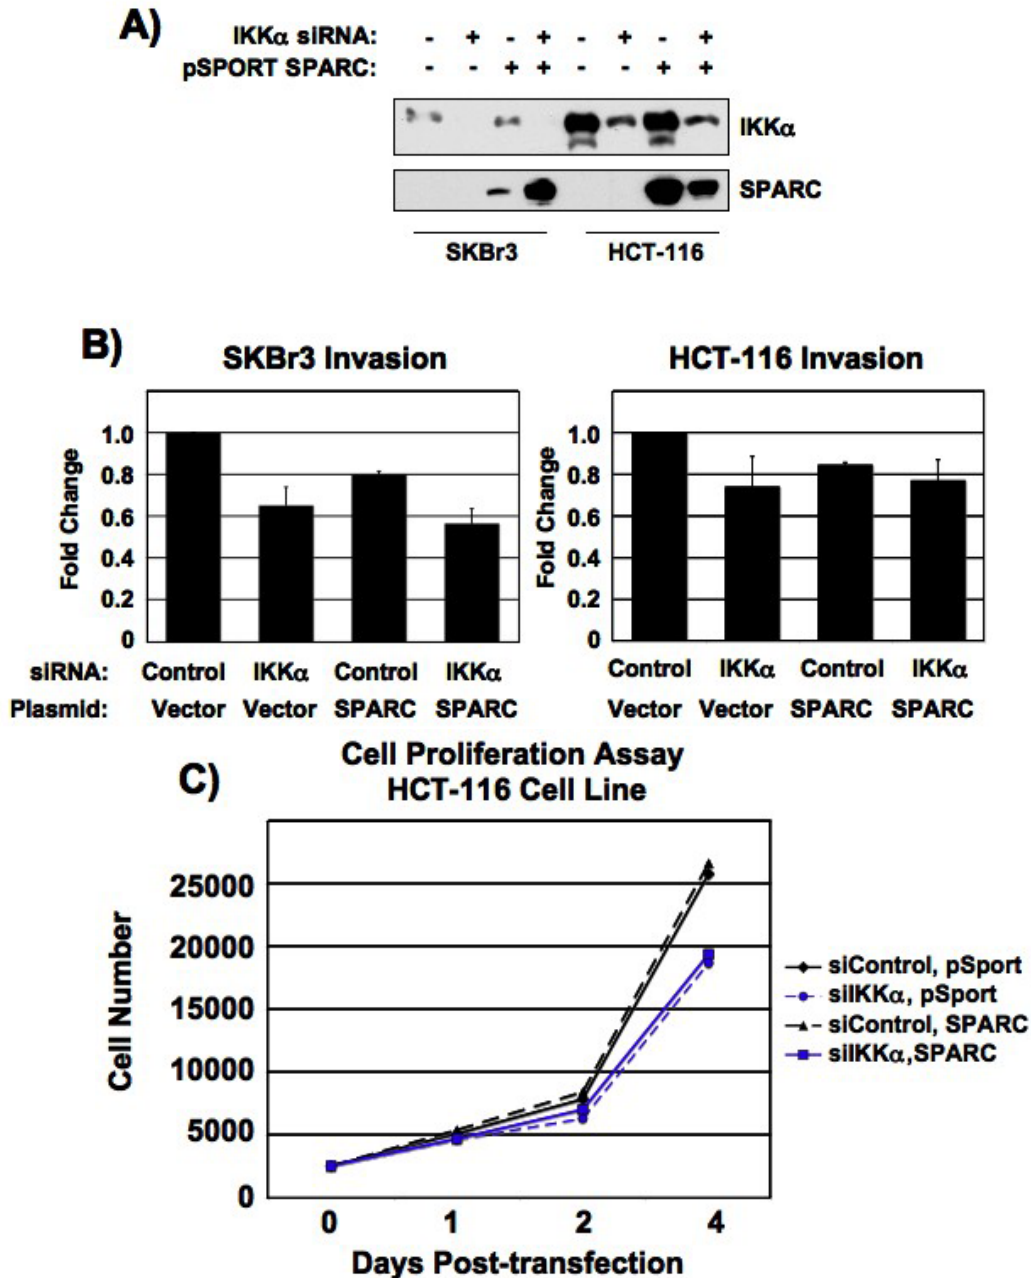 A)
IKKα siRNA: - + - + - + - +
pSPORT SPARC: - - + + - - + +
IKKα
SPARC
SKBr3 HCT-116
B)
SKBr3 Invasion HCT-116 Invasion
Fold Change
1.0
0.8
0.6
0.4
0.2
0
Fold Change
1.0
0.8
0.6
0.4
0.2
0
siRNA: Control IKKα Control IKKα Control IKKα Control IKKα
Plasmid: Vector Vector SPARC SPARC Vector Vector SPARC SPARC
C)
Cell Proliferation Assay
HCT-116 Cell Line
Cell Number
25000
20000
15000
10000
5000
0
0 1 2 4
Days Post-transfection
siControl, pSport
siIKKα, pSport
siControl, SPARC
siIKKα,SPARC